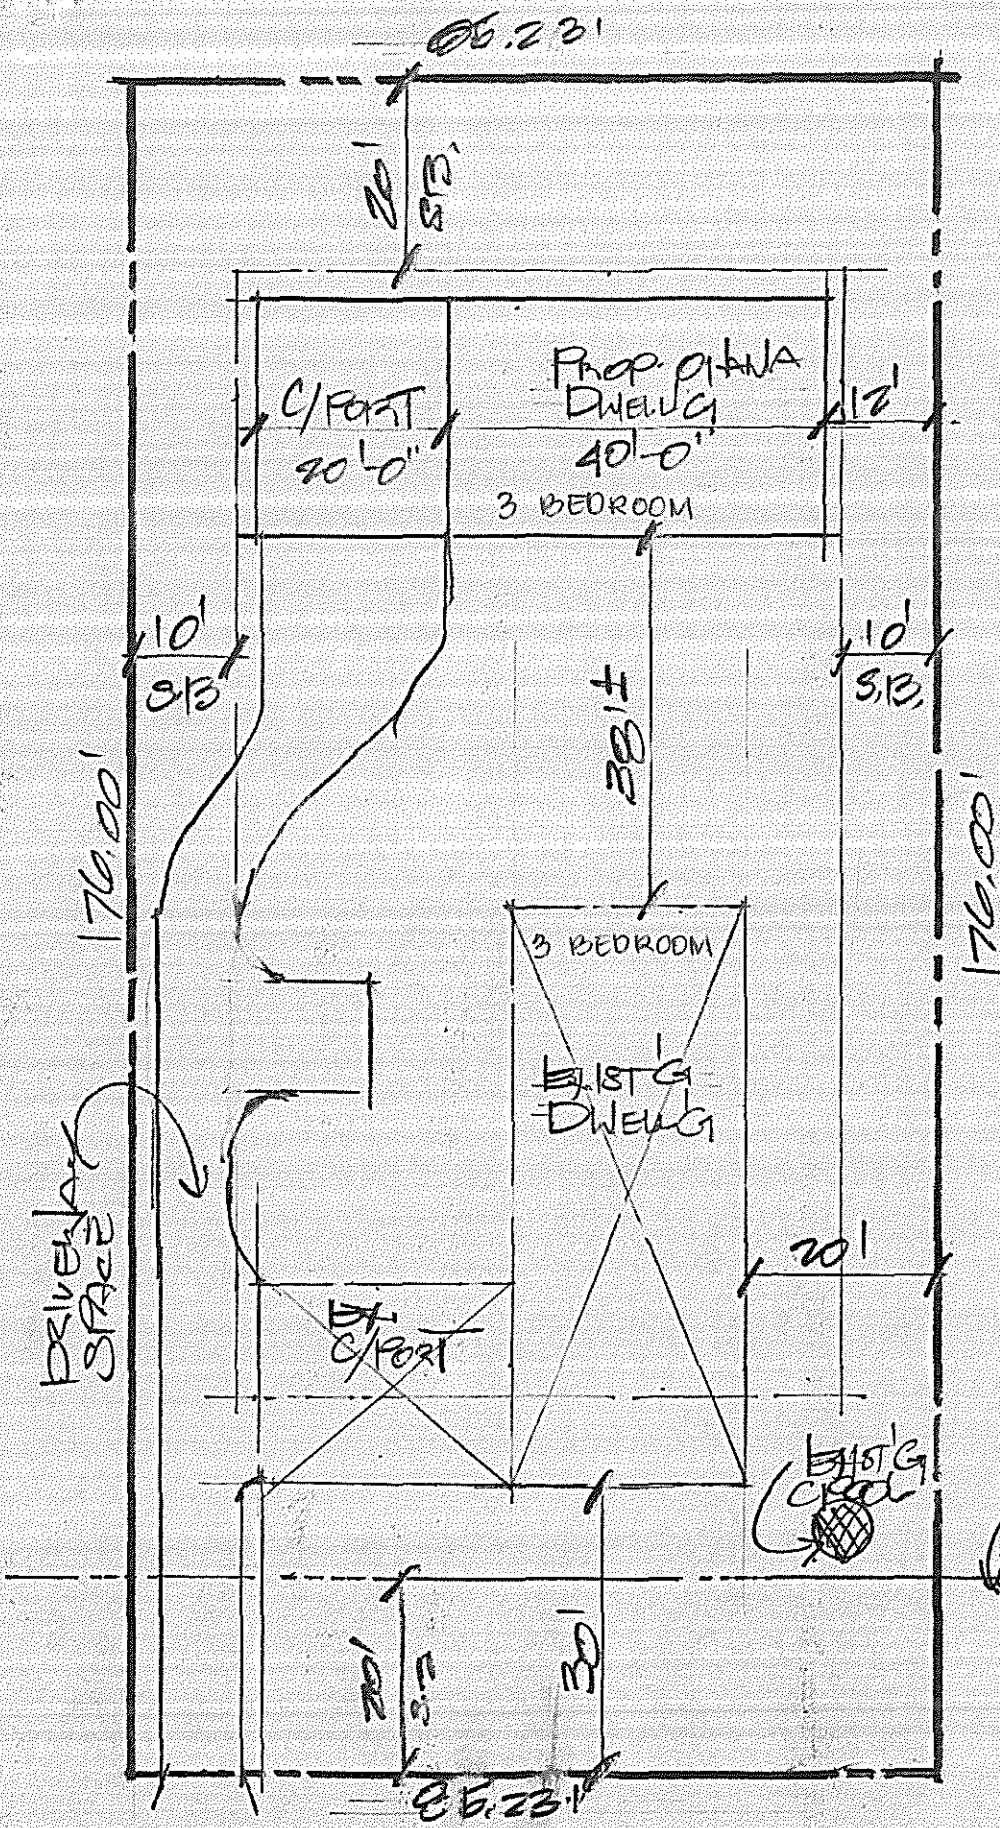 85.23'
20'
S.B.
C/PORT
20'-0"
PROP. OHANA
DWELL'G
40'-0"
12'
3 BEDROOM
10'
S.B.
10'
S.B.
38'±
176.00'
176.00'
3 BEDROOM
EXIST'G
DWELL'G
DRIVEWAY
SPACE
20'
EX
C/PORT
EXIST'G
C'POOL
20'
30'
85.23'